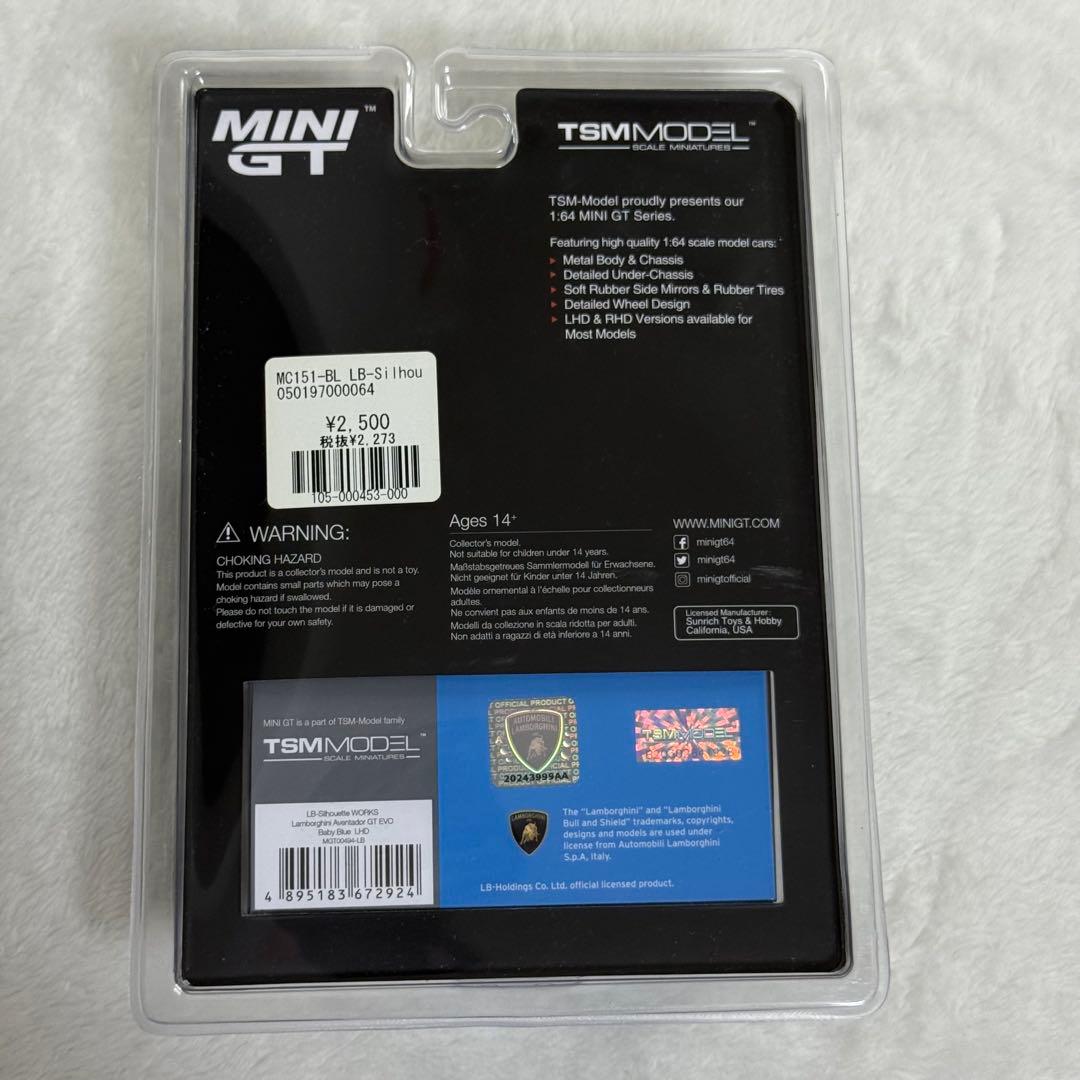 MINI GT™
TSMMODEL™
SCALE MINIATURES
TSM-Model proudly presents our
1:64 MINI GT Series.
Featuring high quality 1:64 scale model cars:
Metal Body & Chassis
Detailed Under-Chassis
Soft Rubber Side Mirrors & Rubber Tires
Detailed Wheel Design
LHD & RHD Versions available for
Most Models
MC151-BL LB-Silhou
050197000064
¥2,500
税抜¥2,273
105-000453-000
WARNING:
CHOKING HAZARD
This product is a collector's model and is not a toy.
Model contains small parts which may pose a
choking hazard if swallowed.
Please do not touch the model if it is damaged or
defective for your own safety.
Ages 14+
Collector's model.
Not suitable for children under 14 years.
Maßstabsgetreues Sammlermodell für Erwachsene.
Nicht geeignet für Kinder unter 14 Jahren.
Modèle ornemental à l'échelle pour collectionneurs
adultes.
Ne convient pas aux enfants de moins de 14 ans.
Modelli da collezione in scala ridotta per adulti.
Non adatti a ragazzi di età inferiore a 14 anni.
WWW.MINIGT.COM
minigt64
minigt64
minigtofficial
Licensed Manufacturer:
Sunrich Toys & Hobby
California, USA
MINI GT is a part of TSM-Model family
TSMMODEL™
SCALE MINIATURES
LB-Silhouette WORKS
Lamborghini Aventador GT EVO
Baby Blue LHD
MGT00494-LB
4 895183 672924
OFFICIAL PRODUCT
AUTOMOBILI
LAMBORGHINI
20243999AA
TSMMODEL
LAMBORGHINI
The "Lamborghini" and "Lamborghini
Bull and Shield" trademarks, copyrights,
designs and models are used under
license from Automobili Lamborghini
S.p.A, Italy.
LB-Holdings Co. Ltd. official licensed product.